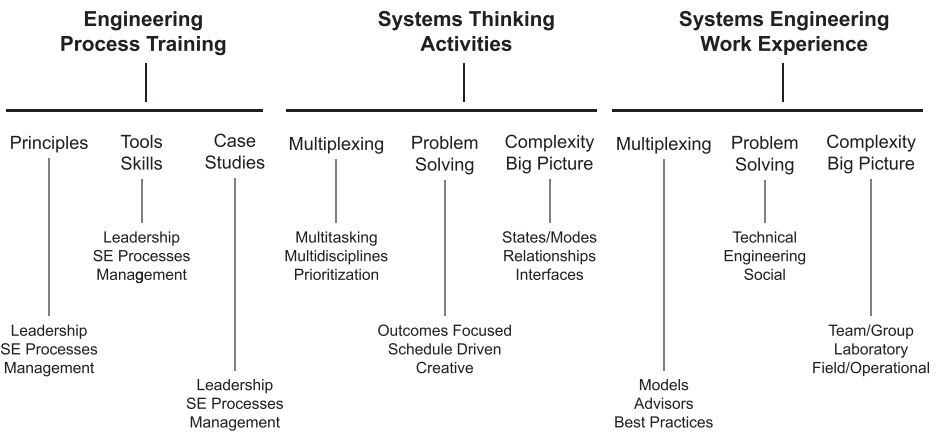 Engineering
Process Training
Principles
Tools
Skills
Case
Studies
Leadership
SE Processes
Management
Leadership
SE Processes
Management
Leadership
SE Processes
Management
Systems Thinking
Activities
Multiplexing
Problem
Solving
Complexity
Big Picture
Multitasking
Multidisciplines
Prioritization
States/Modes
Relationships
Interfaces
Outcomes Focused
Schedule Driven
Creative
Systems Engineering
Work Experience
Multiplexing
Problem
Solving
Complexity
Big Picture
Technical
Engineering
Social
Team/Group
Laboratory
Field/Operational
Models
Advisors
Best Practices